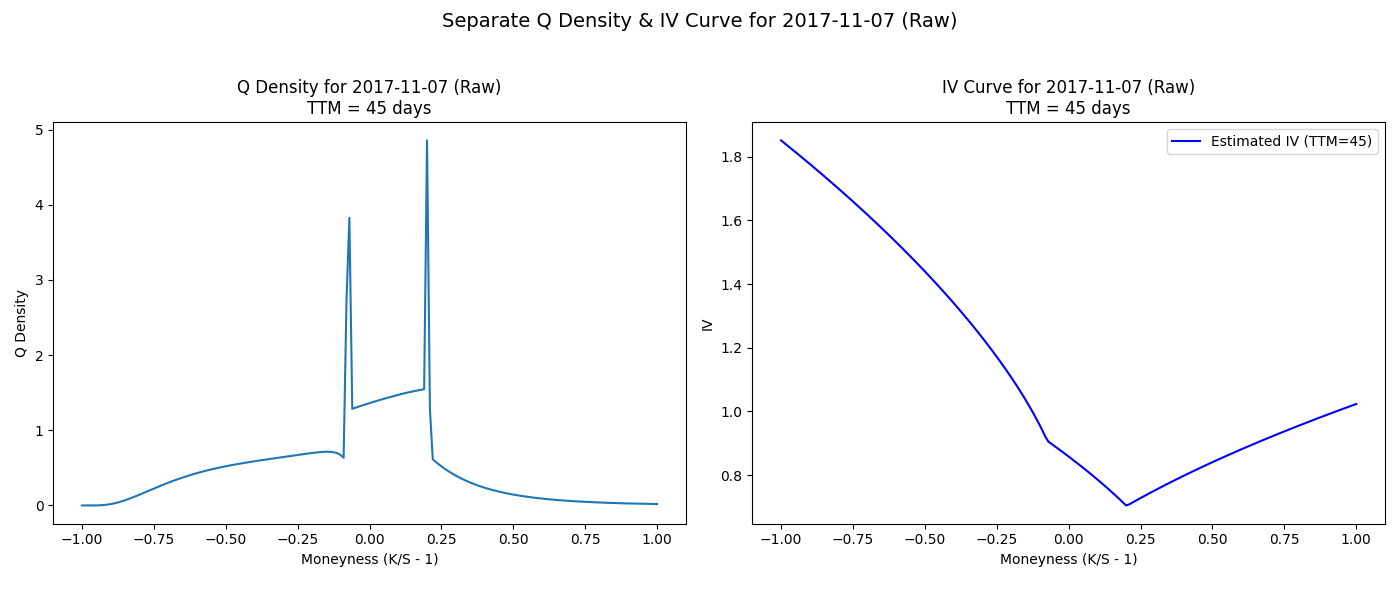 Separate Q Density & IV Curve for 2017-11-07 (Raw)
Q Density for 2017-11-07 (Raw)
TTM = 45 days
Q Density
5
4
3
2
1
0
−1.00 −0.75 −0.50 −0.25 0.00 0.25 0.50 0.75 1.00
Moneyness (K/S - 1)
IV Curve for 2017-11-07 (Raw)
TTM = 45 days
Estimated IV (TTM=45)
IV
1.8
1.6
1.4
1.2
1.0
0.8
−1.00 −0.75 −0.50 −0.25 0.00 0.25 0.50 0.75 1.00
Moneyness (K/S - 1)